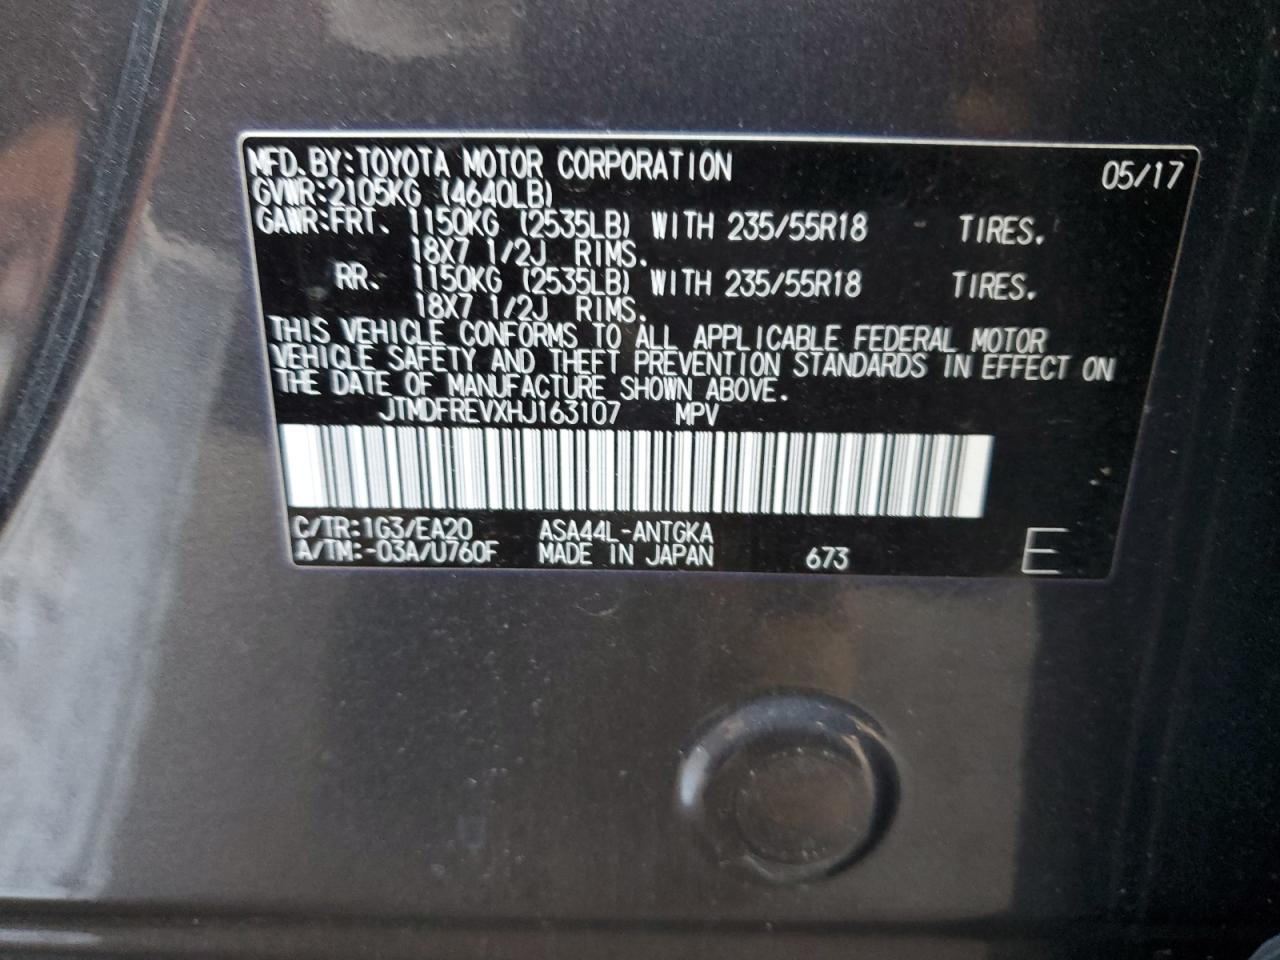 MFD.BY:TOYOTA MOTOR CORPORATION 05/17
GVWR:2105KG (4640LB)
GAWR:FRT. 1150KG (2535LB) WITH 235/55R18 TIRES.
18X7 1/2J RIMS.
RR. 1150KG (2535LB) WITH 235/55R18 TIRES.
18X7 1/2J RIMS.
THIS VEHICLE CONFORMS TO ALL APPLICABLE FEDERAL MOTOR
VEHICLE SAFETY AND THEFT PREVENTION STANDARDS IN EFFECT ON
THE DATE OF MANUFACTURE SHOWN ABOVE.
JTMDFREVXHJ163107 MPV
C/TR:1G3/EA20 ASA44L-ANTGKA
A/TM:-03A/U760F MADE IN JAPAN 673 E